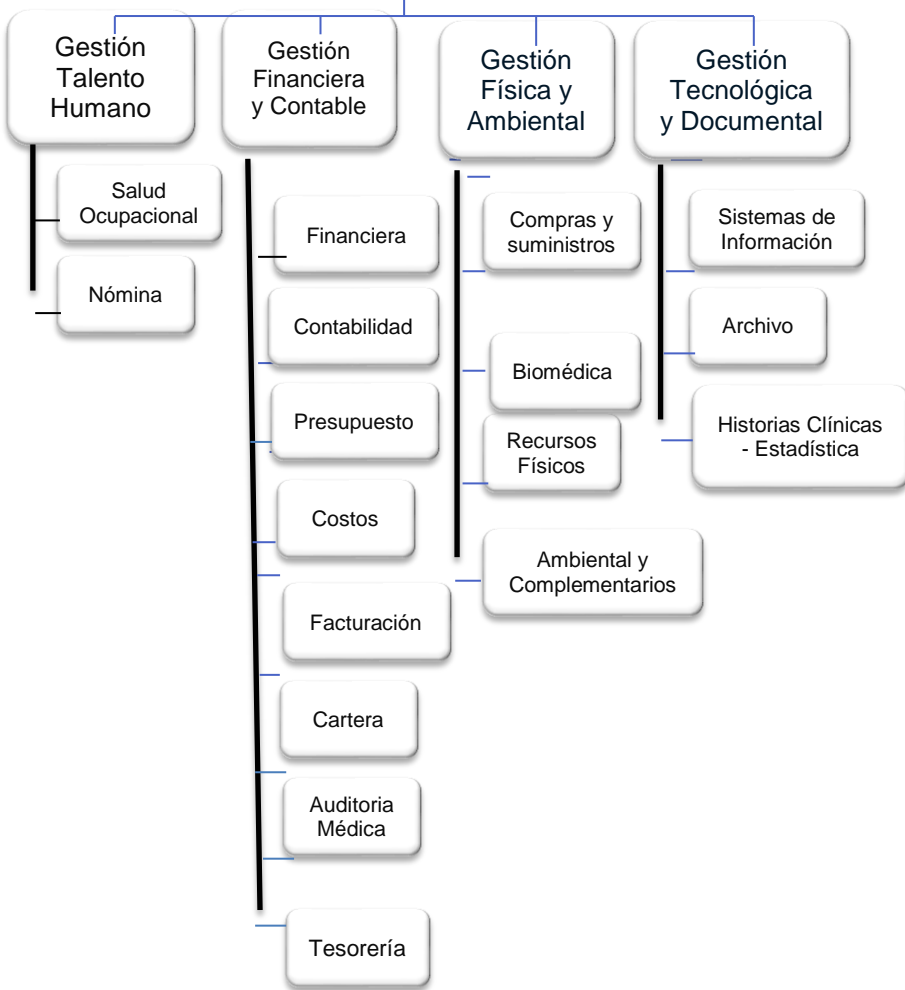 Gestión
Talento
Humano
Salud
Ocupacional
Nómina
Gestión
Financiera
y Contable
Financiera
Contabilidad
Presupuesto
Costos
Facturación
Cartera
Auditoria
Médica
Tesorería
Gestión
Física y
Ambiental
Compras y
suministros
Biomédica
Recursos
Físicos
Ambiental y
Complementarios
Gestión
Tecnológica
y Documental
Sistemas de
Información
Archivo
Historias Clínicas
- Estadística